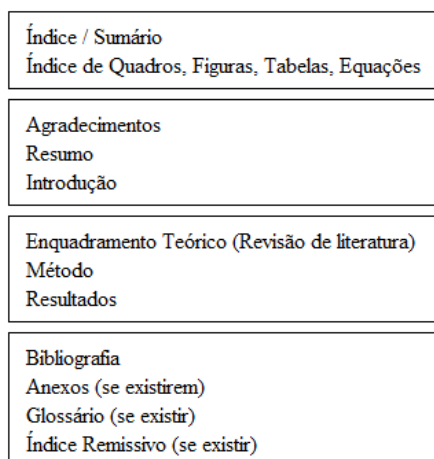 Índice / Sumário
Índice de Quadros, Figuras, Tabelas, Equações
Agradecimentos
Resumo
Introdução
Enquadramento Teórico (Revisão de literatura)
Método
Resultados
Bibliografia
Anexos (se existirem)
Glossário (se existir)
Índice Remissivo (se existir)